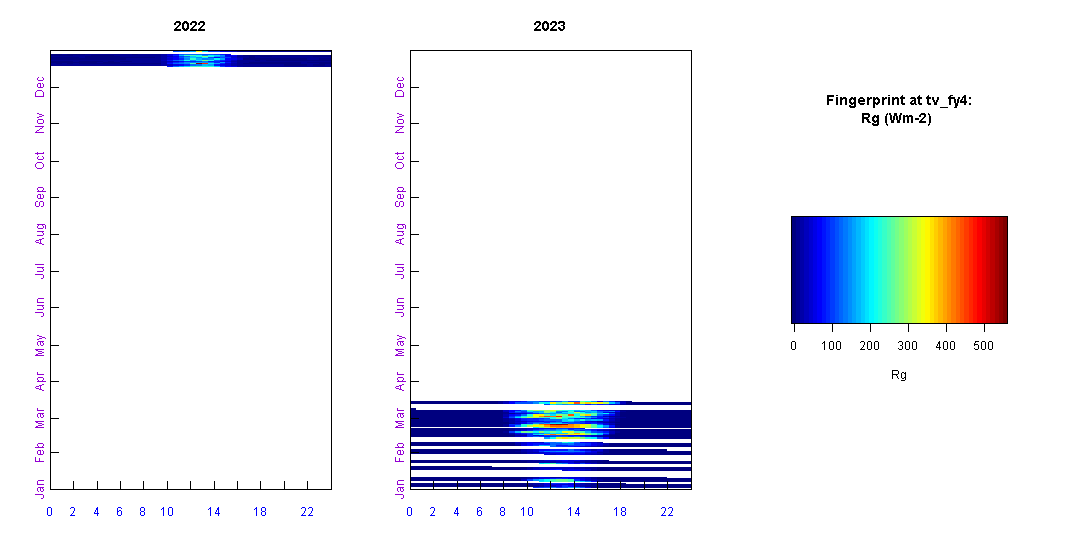 2022
2023
Fingerprint at tv_fy4:
Rg (Wm-2)
Dec
Nov
Oct
Sep
Aug
Jul
Jun
May
Apr
Mar
Feb
Jan
0 2 4 6 8 10 14 18 22
Dec
Nov
Oct
Sep
Aug
Jul
Jun
May
Apr
Mar
Feb
Jan
0 2 4 6 8 10 14 18 22
0 100 200 300 400 500
Rg